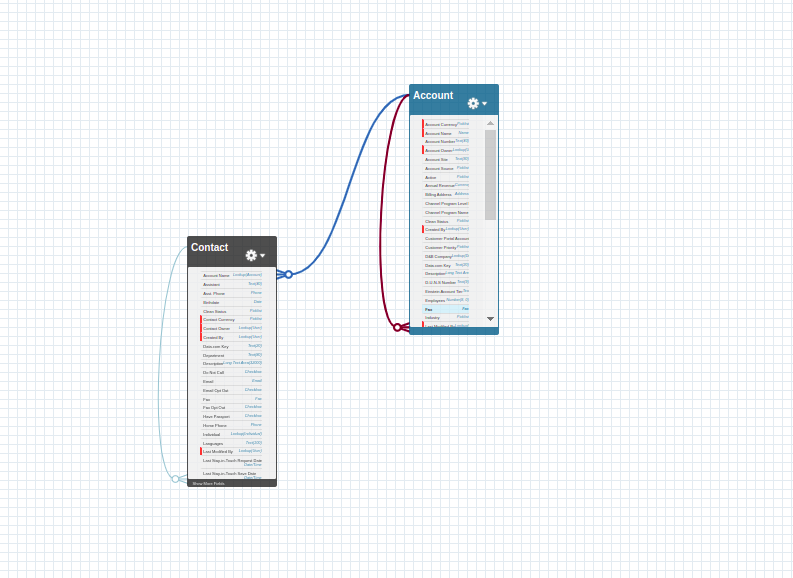 Account
Account Currency Picklist
Account Name Name
Account Number Text(40)
Account Owner Lookup(U
Account Site Text(80)
Account Source Picklist
Active Picklist
Annual Revenue Currency
Billing Address Address
Channel Program Level
Channel Program Name
Clean Status Picklist
Created By Lookup(User)
Customer Portal Account
Customer Priority Picklist
D&B Company Lookup(D
Data.com Key Text(20)
Description Long Text Are
D-U-N-S Number Text(9)
Einstein Account Tier
Employees Number(8, 0)
Fax Fax
Industry Picklist
Contact
Account Name Lookup(Account)
Assistant Text(40)
Asst. Phone Phone
Birthdate Date
Clean Status Picklist
Contact Currency Picklist
Contact Owner Lookup(User)
Created By Lookup(User)
Data.com Key Text(20)
Department Text(80)
Description Long Text Area(32000)
Do Not Call Checkbox
Email Email
Email Opt Out Checkbox
Fax Fax
Fax Opt Out Checkbox
Have Passport Checkbox
Home Phone Phone
Individual Lookup(Individual)
Languages Text(100)
Last Modified By Lookup(User)
Last Stay-in-Touch Request Date
Date/Time
Last Stay-in-Touch Save Date
Date/Time
Show More Fields